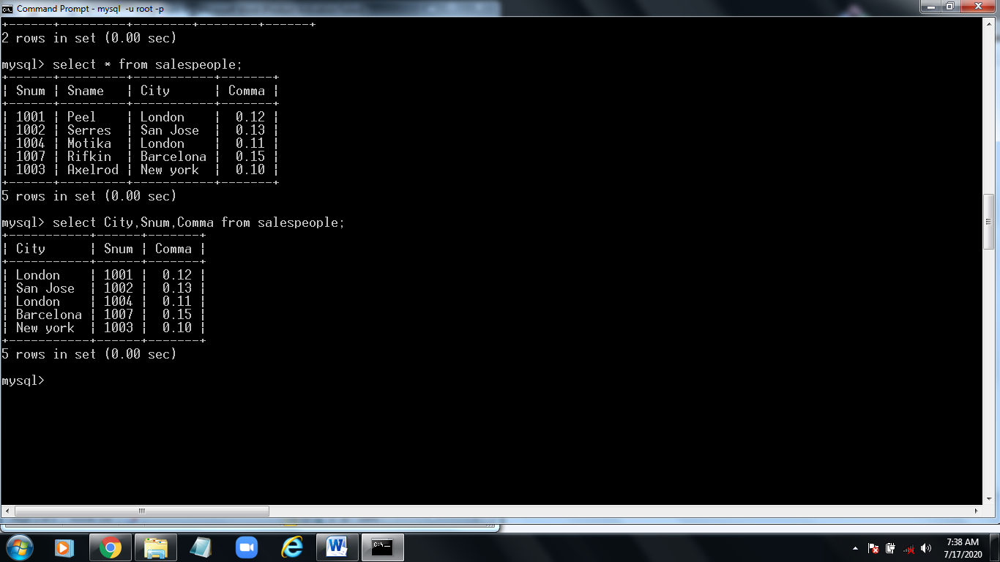 Command Prompt - mysql -u root -p
+------+---------+--------+--------+------+
2 rows in set (0.00 sec)
mysql> select * from salespeople;
+------+---------+-----------+-------+
| Snum | Sname   | City      | Comma |
+------+---------+-----------+-------+
| 1001 | Peel    | London    |  0.12 |
| 1002 | Serres  | San Jose  |  0.13 |
| 1004 | Motika  | London    |  0.11 |
| 1007 | Rifkin  | Barcelona |  0.15 |
| 1003 | Axelrod | New york  |  0.10 |
+------+---------+-----------+-------+
5 rows in set (0.00 sec)
mysql> select City,Snum,Comma from salespeople;
+-----------+------+-------+
| City      | Snum | Comma |
+-----------+------+-------+
| London    | 1001 |  0.12 |
| San Jose  | 1002 |  0.13 |
| London    | 1004 |  0.11 |
| Barcelona | 1007 |  0.15 |
| New york  | 1003 |  0.10 |
+-----------+------+-------+
5 rows in set (0.00 sec)
mysql>
7:38 AM
7/17/2020